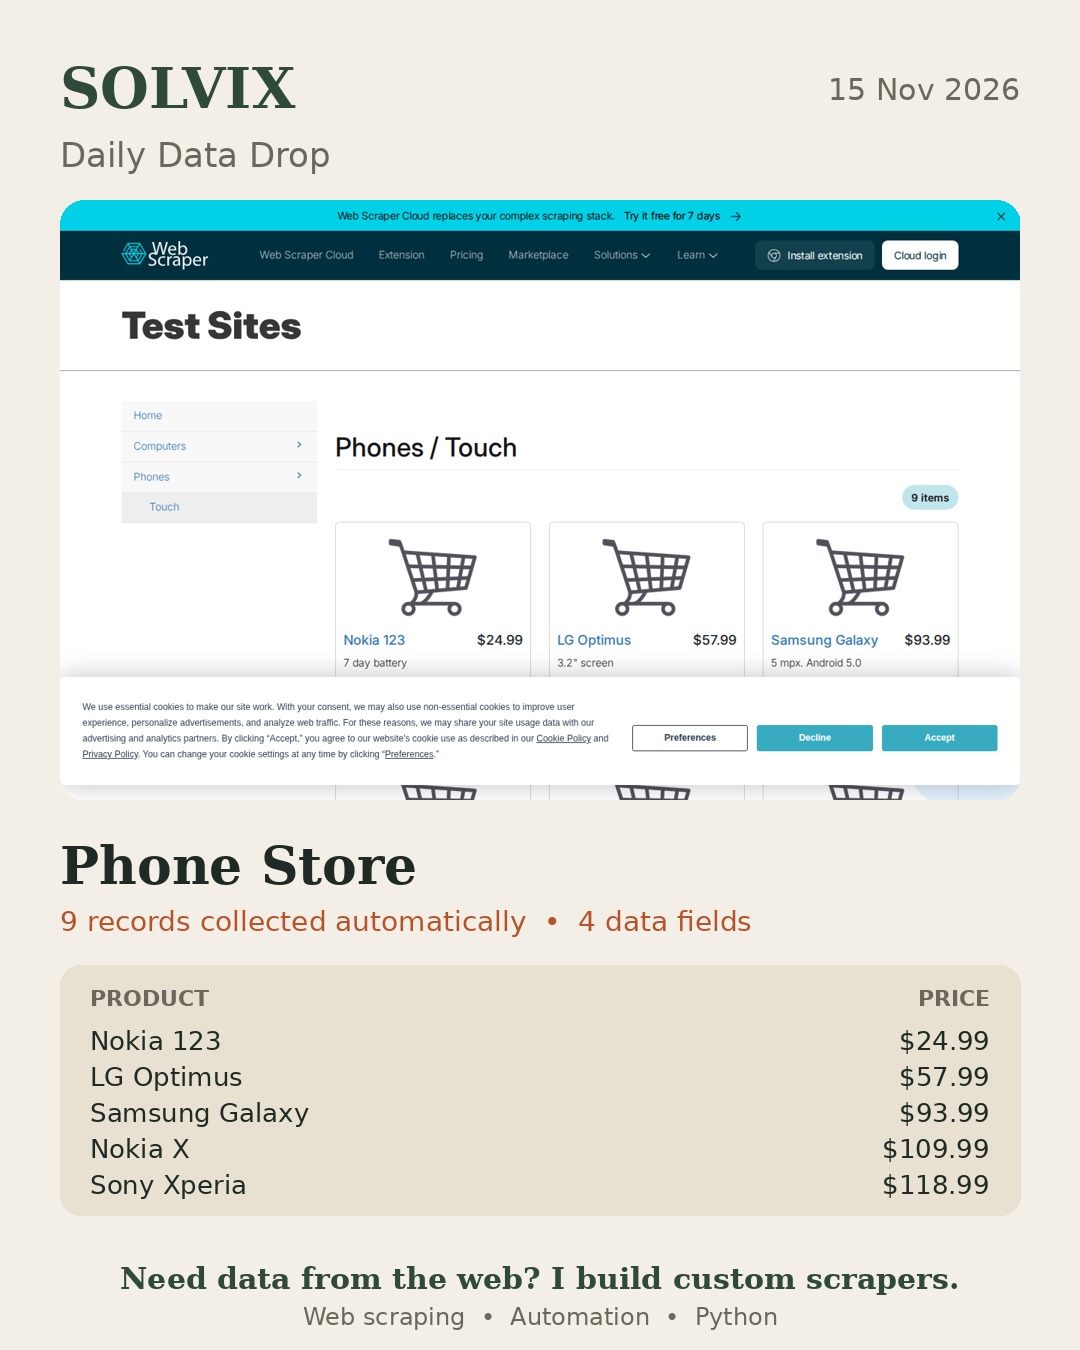 SOLVIX
15 Nov 2026
Daily Data Drop
Web Scraper Cloud replaces your complex scraping stack. Try it free for 7 days →
Web Scraper
Web Scraper Cloud
Extension
Pricing
Marketplace
Solutions
Learn
Install extension
Cloud login
Test Sites
Home
Computers
Phones
Touch
Phones / Touch
9 items
Nokia 123 $24.99
7 day battery
LG Optimus $57.99
3.2" screen
Samsung Galaxy $93.99
5 mpx. Android 5.0
We use essential cookies to make our site work. With your consent, we may also use non-essential cookies to improve user
experience, personalize advertisements, and analyze web traffic. For these reasons, we may share your site usage data with our
advertising and analytics partners. By clicking “Accept,” you agree to our website's cookie use as described in our Cookie Policy and
Privacy Policy. You can change your cookie settings at any time by clicking “Preferences.”
Preferences
Decline
Accept
Phone Store
9 records collected automatically • 4 data fields
PRODUCT PRICE
Nokia 123 $24.99
LG Optimus $57.99
Samsung Galaxy $93.99
Nokia X $109.99
Sony Xperia $118.99
Need data from the web? I build custom scrapers.
Web scraping • Automation • Python